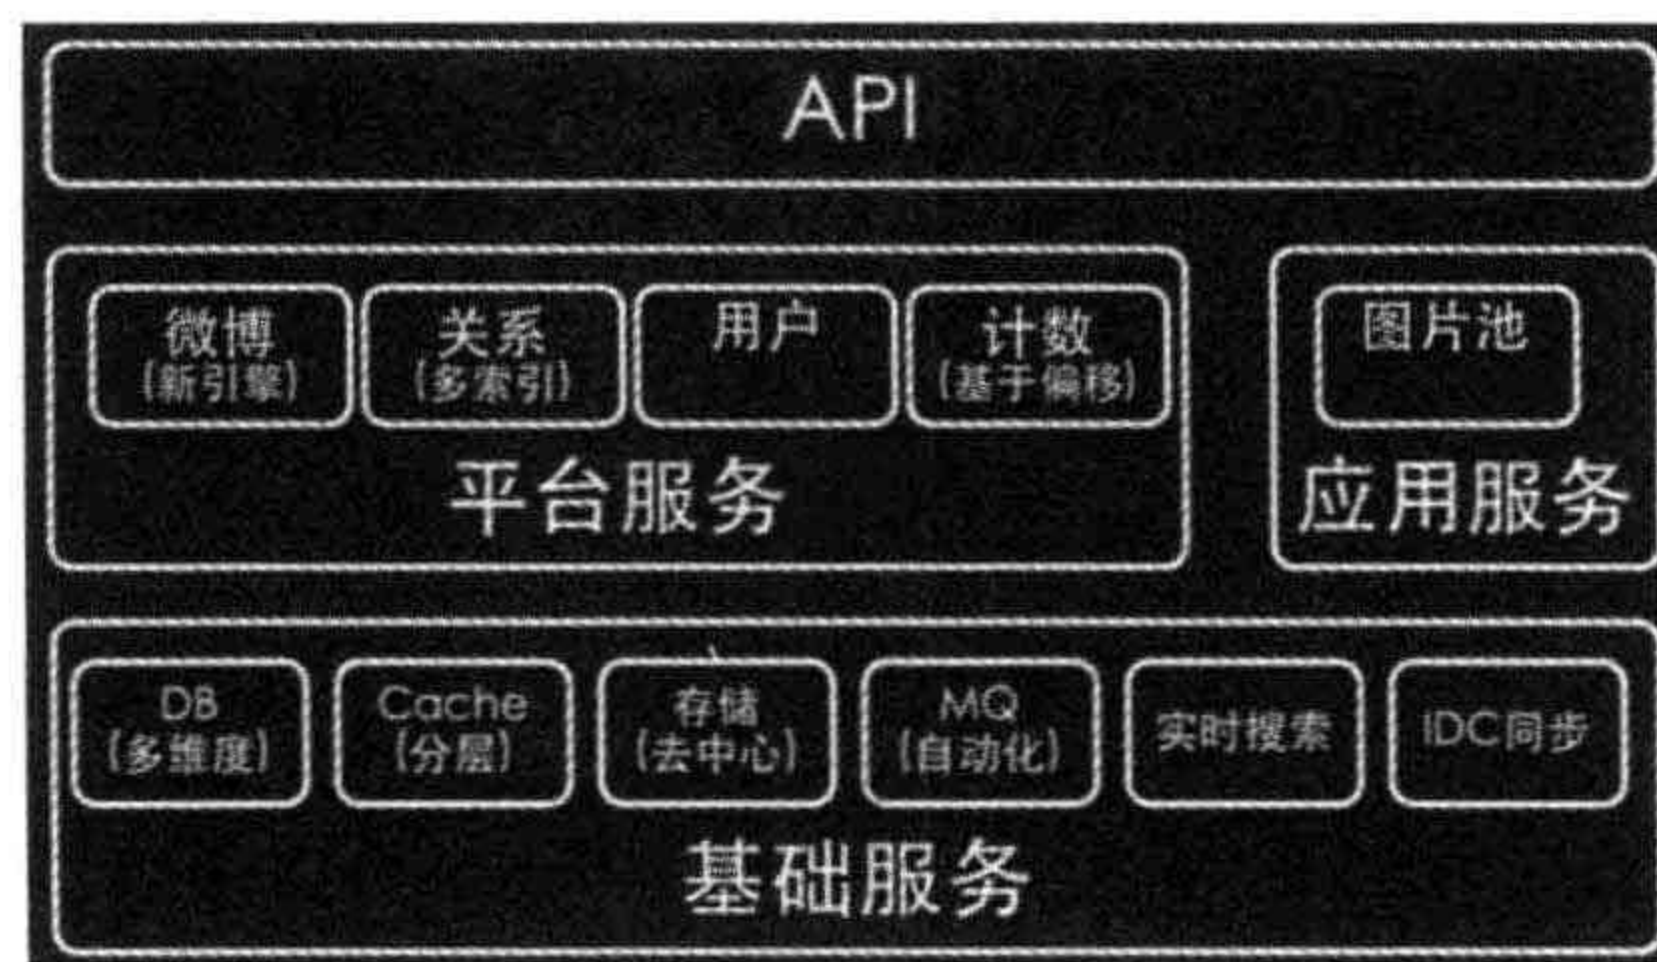 API
微博
(新引擎)
关系
(多索引)
用户
计数
(基于偏移)
图片池
平台服务
应用服务
DB
(多维度)
Cache
(分层)
存储
(去中心)
MQ
(自动化)
实时搜索
IDC同步
基础服务